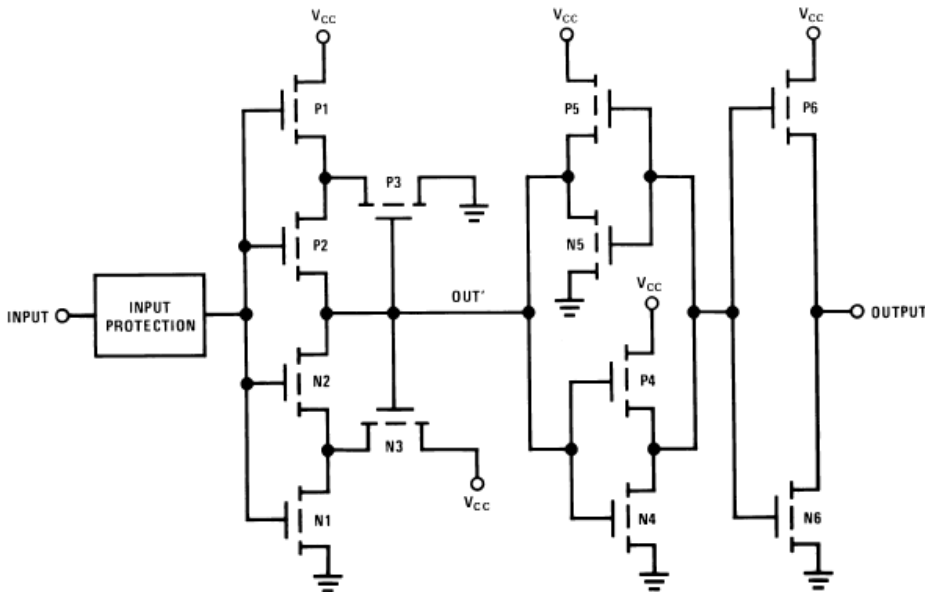 VCC
VCC
VCC
P1
P5
P6
P3
P2
N5
VCC
INPUT
INPUT
PROTECTION
OUT'
OUTPUT
N2
P4
N3
VCC
N1
N4
N6